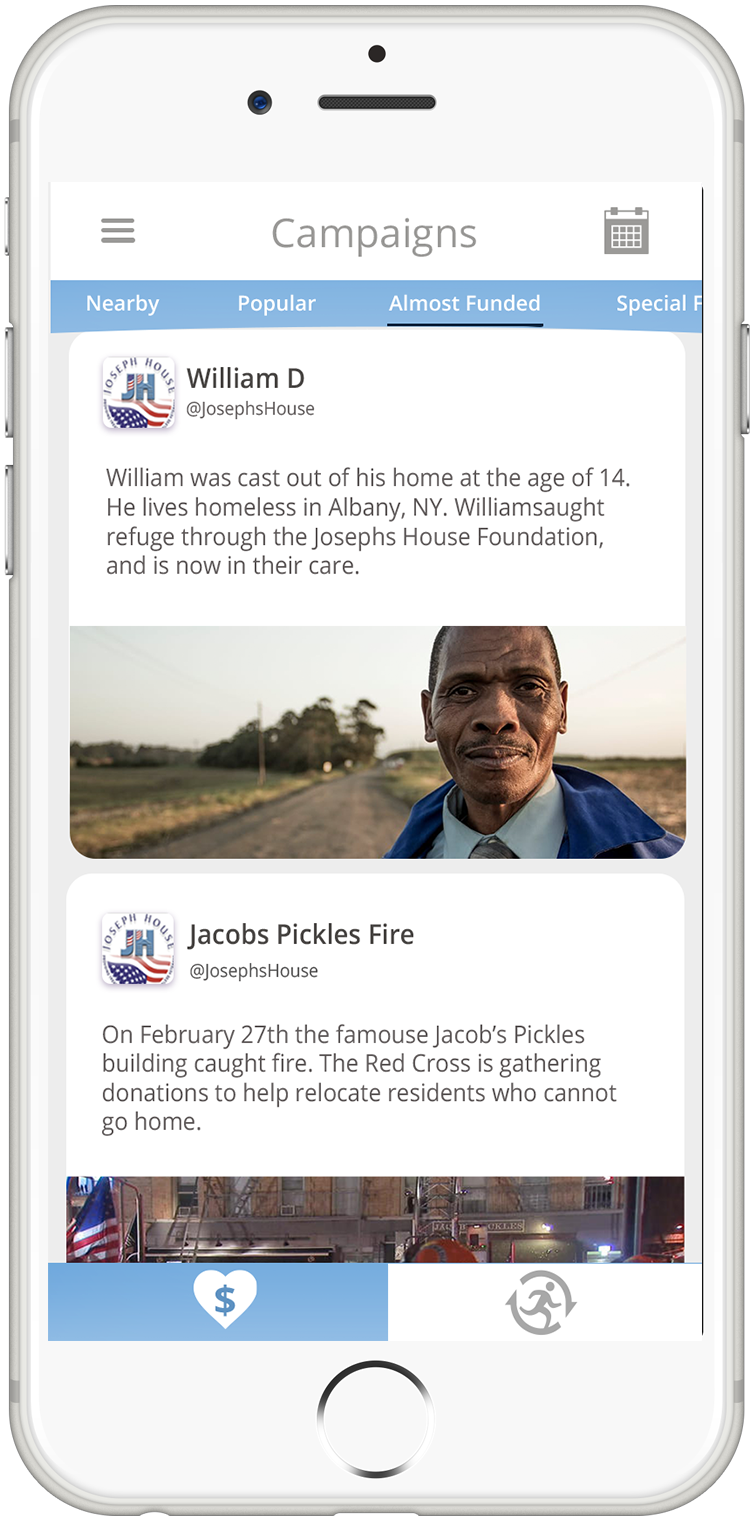 Campaigns
Nearby Popular Almost Funded Special F
JOSEPH HOUSE
JH
William D
@JosephsHouse
William was cast out of his home at the age of 14.
He lives homeless in Albany, NY. Williamsaught
refuge through the Josephs House Foundation,
and is now in their care.
JOSEPH HOUSE
JH
Jacobs Pickles Fire
@JosephsHouse
On February 27th the famouse Jacob’s Pickles
building caught fire. The Red Cross is gathering
donations to help relocate residents who cannot
go home.
$